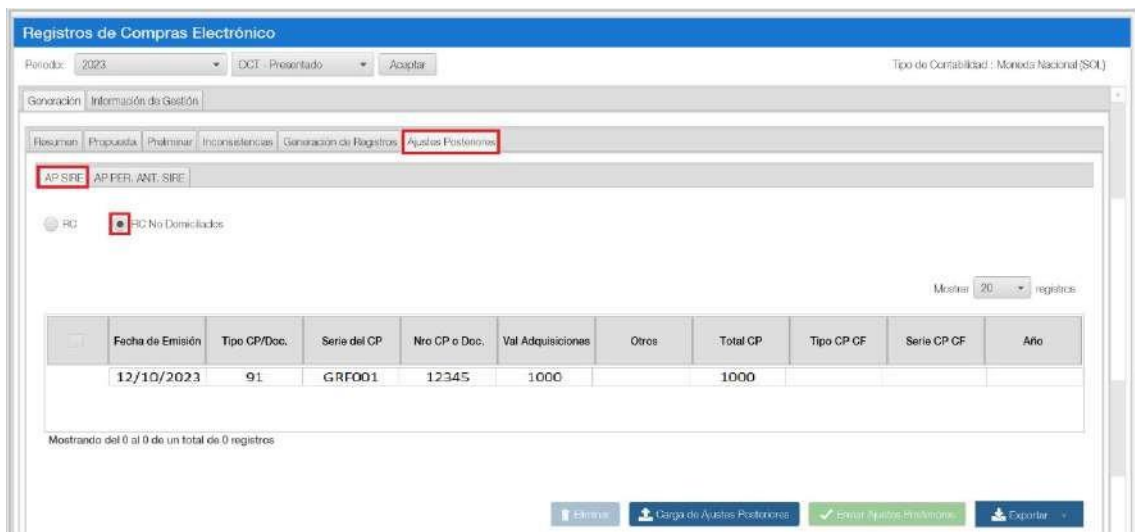 Registros de Compras Electrónico
Periodo: 2023 OCT - Presentado Aceptar Tipo de Contabilidad : Moneda Nacional (SOL)
Generación Información de Gestión
Resumen Propuesta Preliminar Inconsistencias Generación de Registros Ajustes Posteriores
AP SIRE AP PER. ANT. SIRE
RC RC No Domiciliados
Mostrar 20 registros
Fecha de Emisión Tipo CP/Doc. Serie del CP Nro CP o Doc. Val Adquisiciones Otros Total CP Tipo CP CF Serie CP CF Año
12/10/2023 91 GRF001 12345 1000 1000
Mostrando del 0 al 0 de un total de 0 registros
Eliminar Carga de Ajustes Posteriores Enviar Ajustes Posteriores Exportar